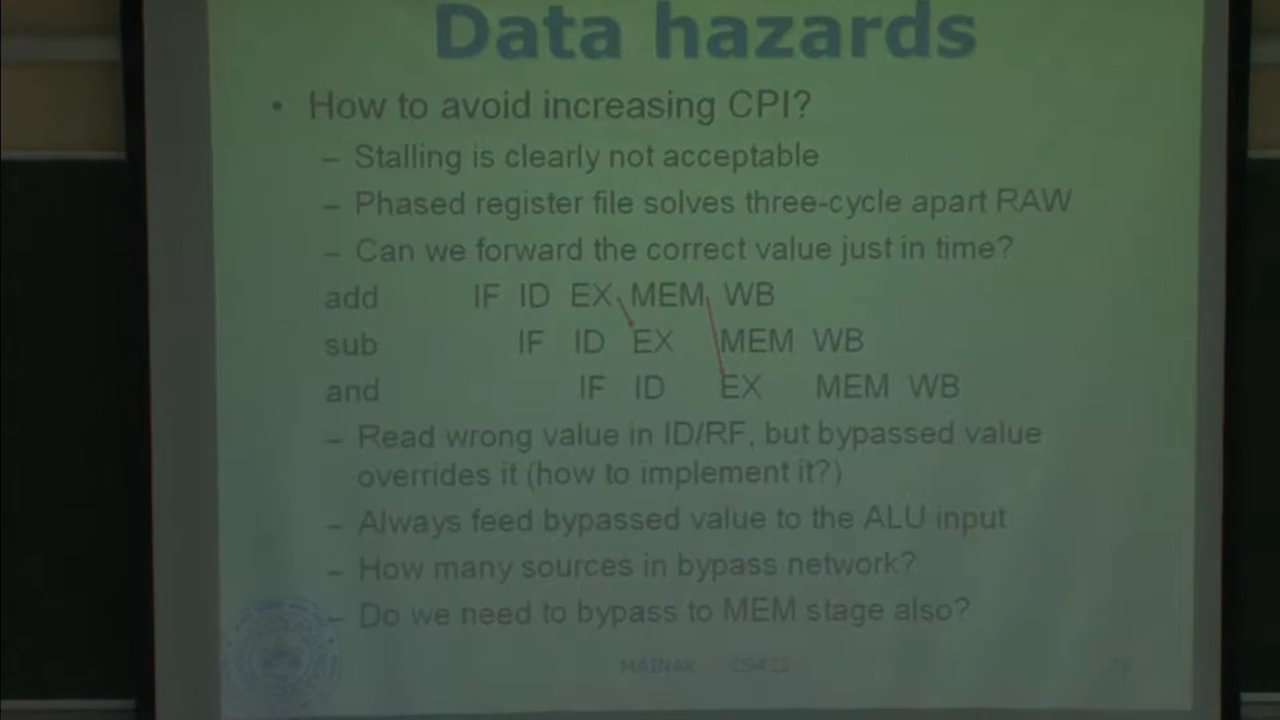 Data hazards
• How to avoid increasing CPI?
– Stalling is clearly not acceptable
– Phased register file solves three-cycle apart RAW
– Can we forward the correct value just in time?
add IF ID EX MEM WB
sub IF ID EX MEM WB
and IF ID EX MEM WB
– Read wrong value in ID/RF, but bypassed value
overrides it (how to implement it?)
– Always feed bypassed value to the ALU input
– How many sources in bypass network?
– Do we need to bypass to MEM stage also?
MAINAK CS422